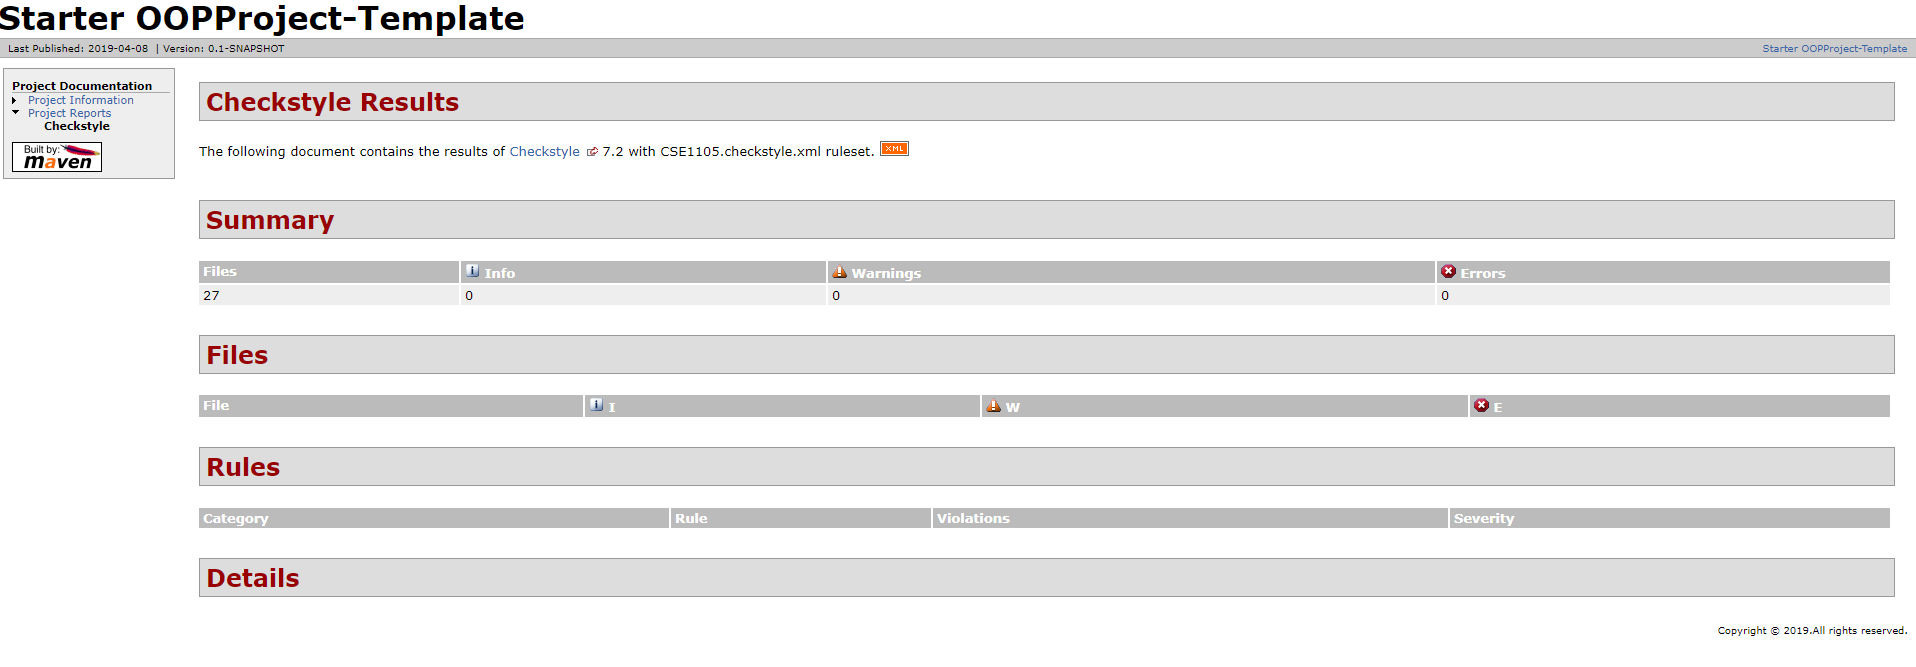 Starter OOPProject-Template
Last Published: 2019-04-08 | Version: 0.1-SNAPSHOT
Starter OOPProject-Template
Project Documentation
Project Information
Project Reports
Checkstyle
Built by:
maven
Checkstyle Results
The following document contains the results of Checkstyle 7.2 with CSE1105.checkstyle.xml ruleset. XML
Summary
Files Info Warnings Errors
27 0 0 0
Files
File I W E
Rules
Category Rule Violations Severity
Details
Copyright © 2019.All rights reserved.